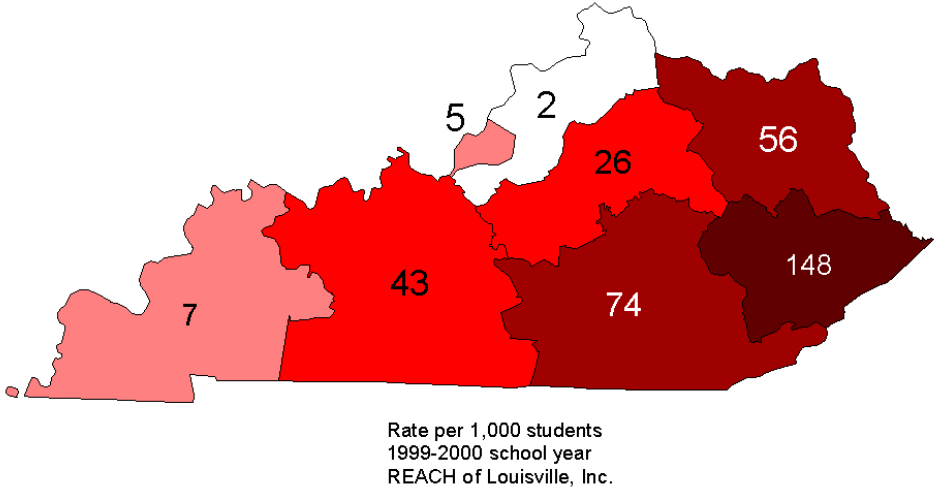 2
5
56
26
148
43
74
7
Rate per 1,000 students
1999-2000 school year
REACH of Louisville, Inc.